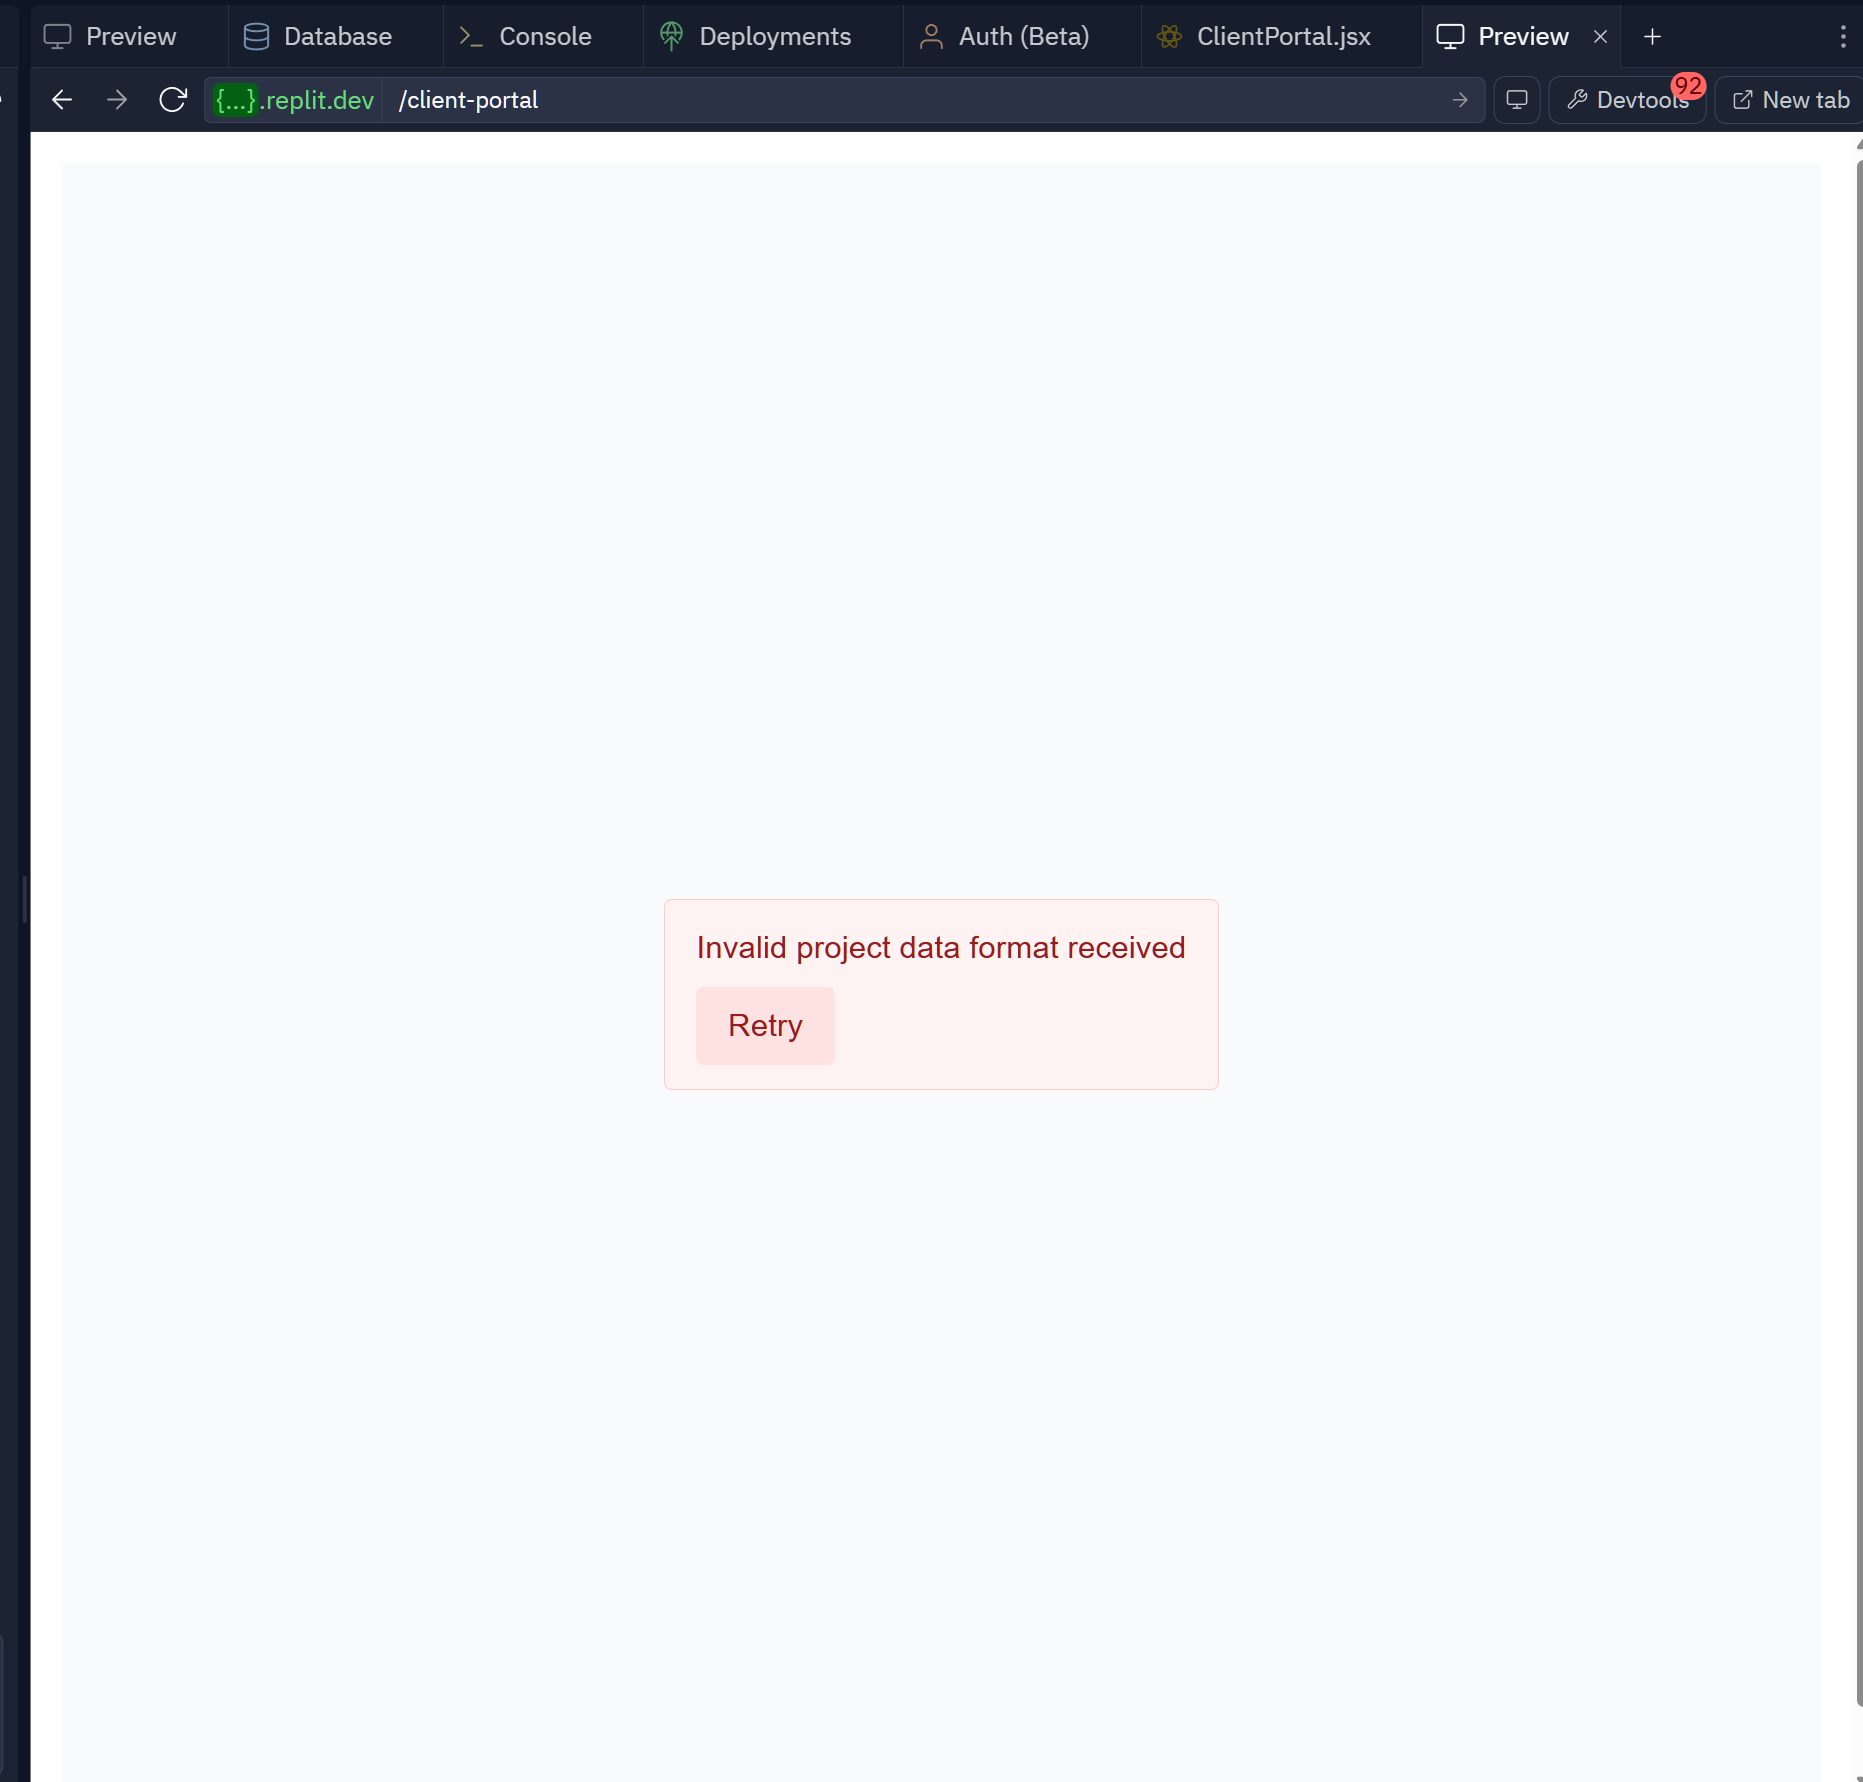 Preview
Database
Console
Deployments
Auth (Beta)
ClientPortal.jsx
Preview
{...}.replit.dev
/client-portal
Devtools
92
New tab
Invalid project data format received
Retry